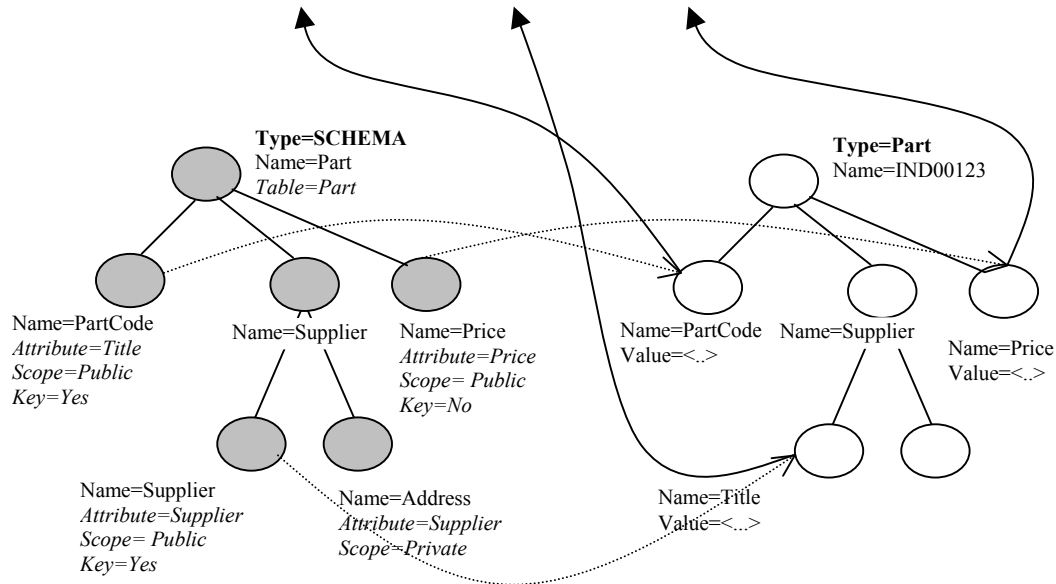 Type=SCHEMA
Name=Part
Table=Part
Type=Part
Name=IND00123
Name=PartCode
Attribute=Title
Scope=Public
Key=Yes
Name=Supplier
Name=Price
Attribute=Price
Scope= Public
Key=No
Name=PartCode
Value=<..>
Name=Supplier
Name=Price
Value=<..>
Name=Supplier
Attribute=Supplier
Scope= Public
Key=Yes
Name=Address
Attribute=Supplier
Scope=Private
Name=Title
Value=<...>